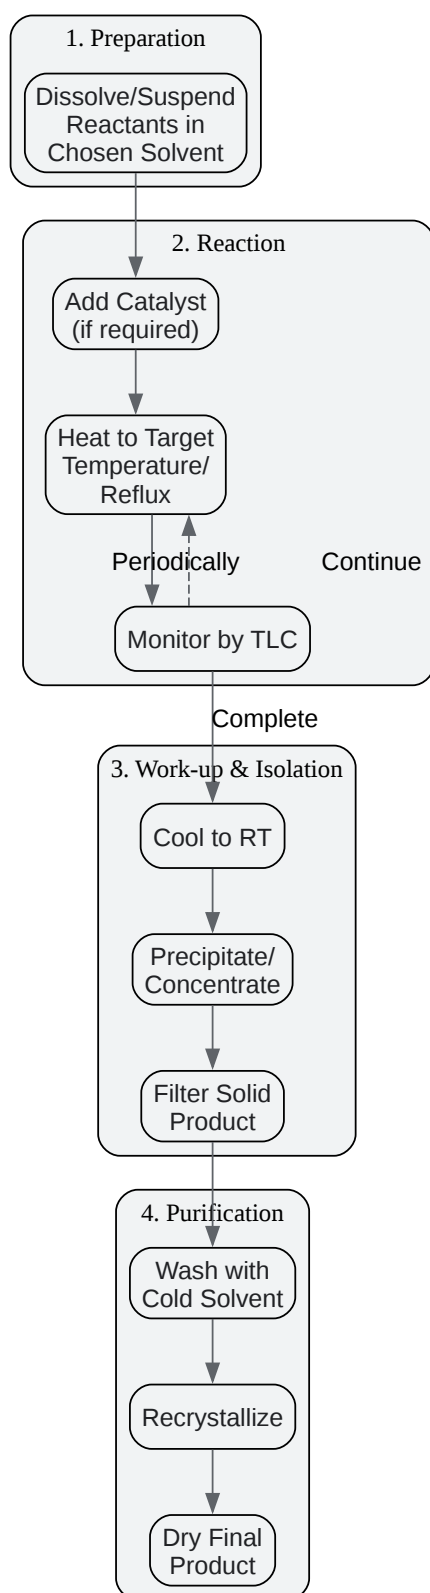 1. Preparation
Dissolve/Suspend
Reactants in
Chosen Solvent
2. Reaction
Add Catalyst
(if required)
Heat to Target
Temperature/
Reflux
Periodically
Continue
Monitor by TLC
Complete
3. Work-up & Isolation
Cool to RT
Precipitate/
Concentrate
Filter Solid
Product
4. Purification
Wash with
Cold Solvent
Recrystallize
Dry Final
Product